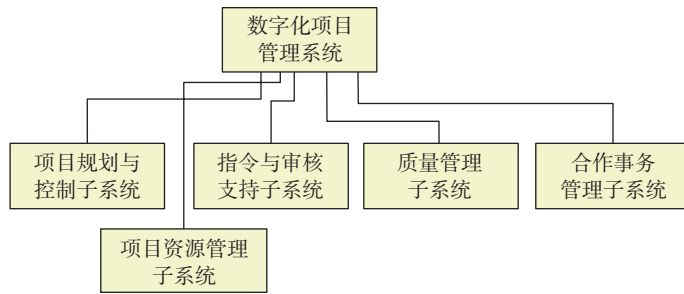 数字化项目
管理系统
项目规划与
控制子系统
指令与审核
支持子系统
质量管理
子系统
合作事务
管理子系统
项目资源管理
子系统